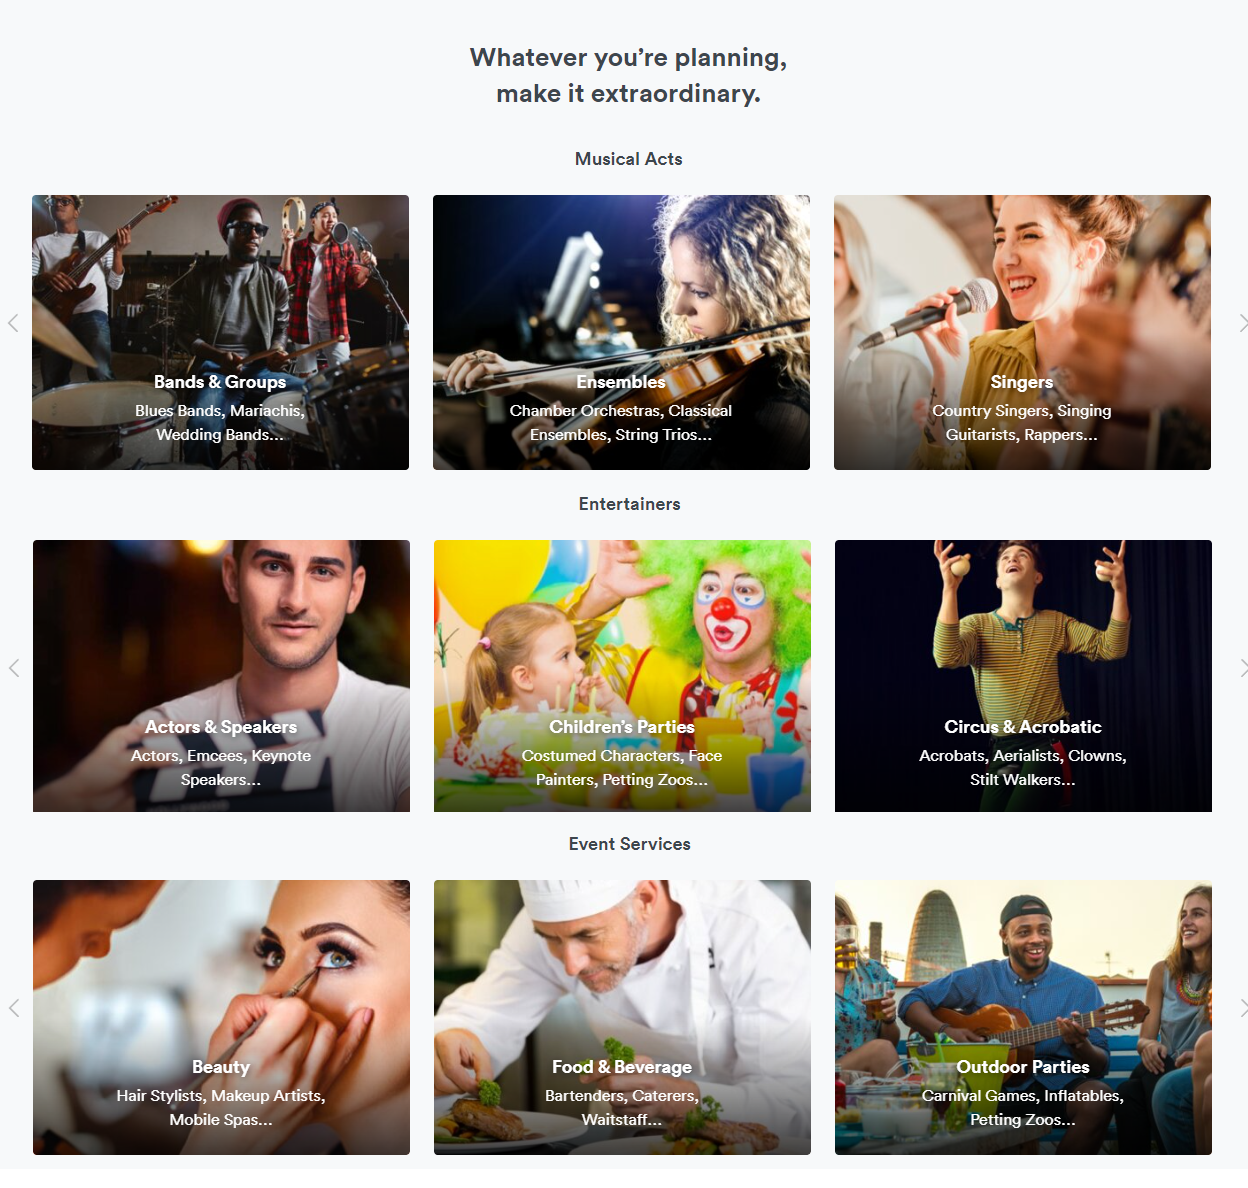 Whatever you’re planning,
make it extraordinary.
Musical Acts
Bands & Groups
Blues Bands, Mariachis,
Wedding Bands...
Ensembles
Chamber Orchestras, Classical
Ensembles, String Trios...
Singers
Country Singers, Singing
Guitarists, Rappers...
Entertainers
Actors & Speakers
Actors, Emcees, Keynote
Speakers...
Children’s Parties
Costumed Characters, Face
Painters, Petting Zoos...
Circus & Acrobatic
Acrobats, Aerialists, Clowns,
Stilt Walkers...
Event Services
Beauty
Hair Stylists, Makeup Artists,
Mobile Spas...
Food & Beverage
Bartenders, Caterers,
Waitstaff...
Outdoor Parties
Carnival Games, Inflatables,
Petting Zoos...